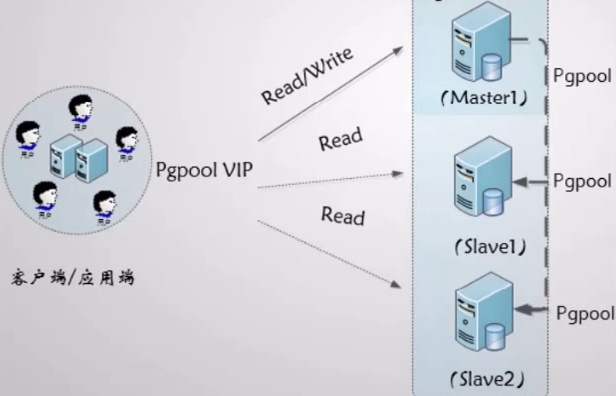 Read/Write
(Master1)
Pgpool
用户
用户
用户
Read
Pgpool VIP
Pgpool
用户
用户
Read
(Slave1)
客户端/应用端
Pgpool
(Slave2)